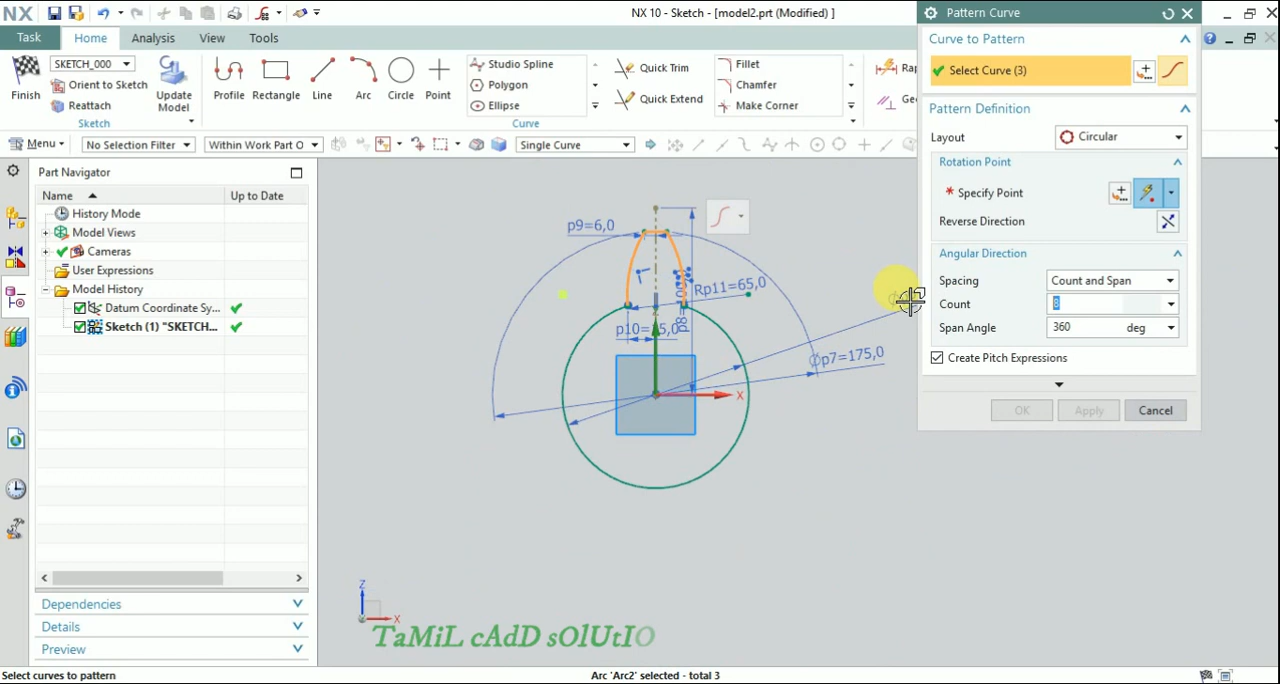 NX
NX 10 - Sketch - [model2.prt (Modified) ]
Pattern Curve
Task
Home
Analysis
View
Tools
Finish
SKETCH_000
Orient to Sketch
Reattach
Update
Model
Sketch
Profile
Rectangle
Line
Arc
Circle
Point
Studio Spline
Polygon
Ellipse
Curve
Quick Trim
Quick Extend
Fillet
Chamfer
Make Corner
Menu
No Selection Filter
Within Work Part O
Single Curve
Curve to Pattern
Select Curve (3)
Pattern Definition
Layout
Circular
Rotation Point
* Specify Point
Reverse Direction
Angular Direction
Spacing
Count and Span
Count
8
Span Angle
360
deg
Create Pitch Expressions
OK
Apply
Cancel
Part Navigator
Name
Up to Date
History Mode
Model Views
Cameras
User Expressions
Model History
Datum Coordinate Sy...
Sketch (1) "SKETCH...
Dependencies
Details
Preview
p9=6,0
Rp11=65,0
Øp7=175,0
X
Z
X
TaMiL cAdD sOlUtIO
Select curves to pattern
Arc 'Arc2' selected - total 3